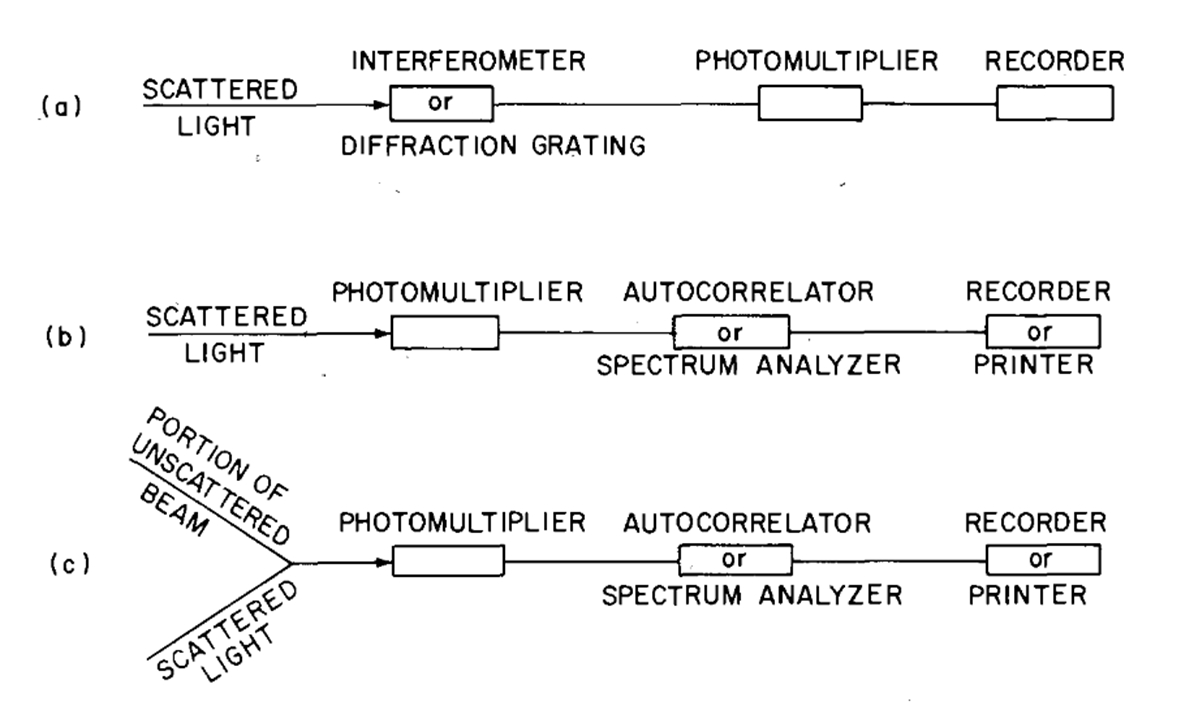 INTERFEROMETER PHOTOMULTIPLIER RECORDER
(a) SCATTERED or
LIGHT
DIFFRACTION GRATING
PHOTOMULTIPLIER AUTOCORRELATOR RECORDER
(b) SCATTERED or or
LIGHT
SPECTRUM ANALYZER PRINTER
PORTION OF
UNSCATTERED
BEAM
PHOTOMULTIPLIER AUTOCORRELATOR RECORDER
(c) or or
SPECTRUM ANALYZER PRINTER
SCATTERED
LIGHT